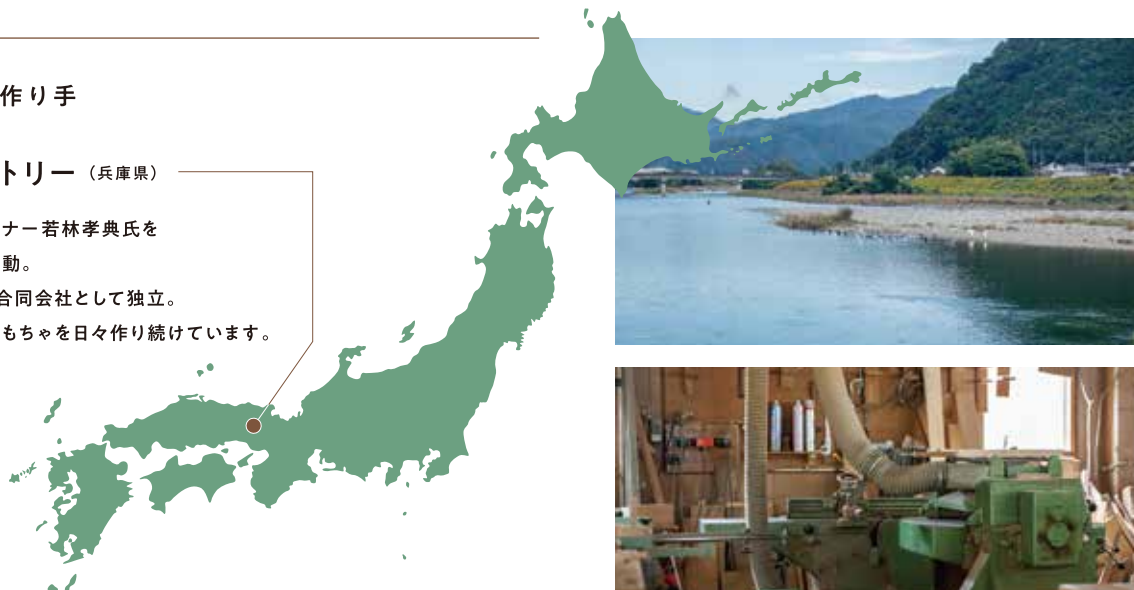 作り手
トリー（兵庫県）
ナー若林孝典氏を
動。
合同会社として独立。
もちゃを日々作り続けています。